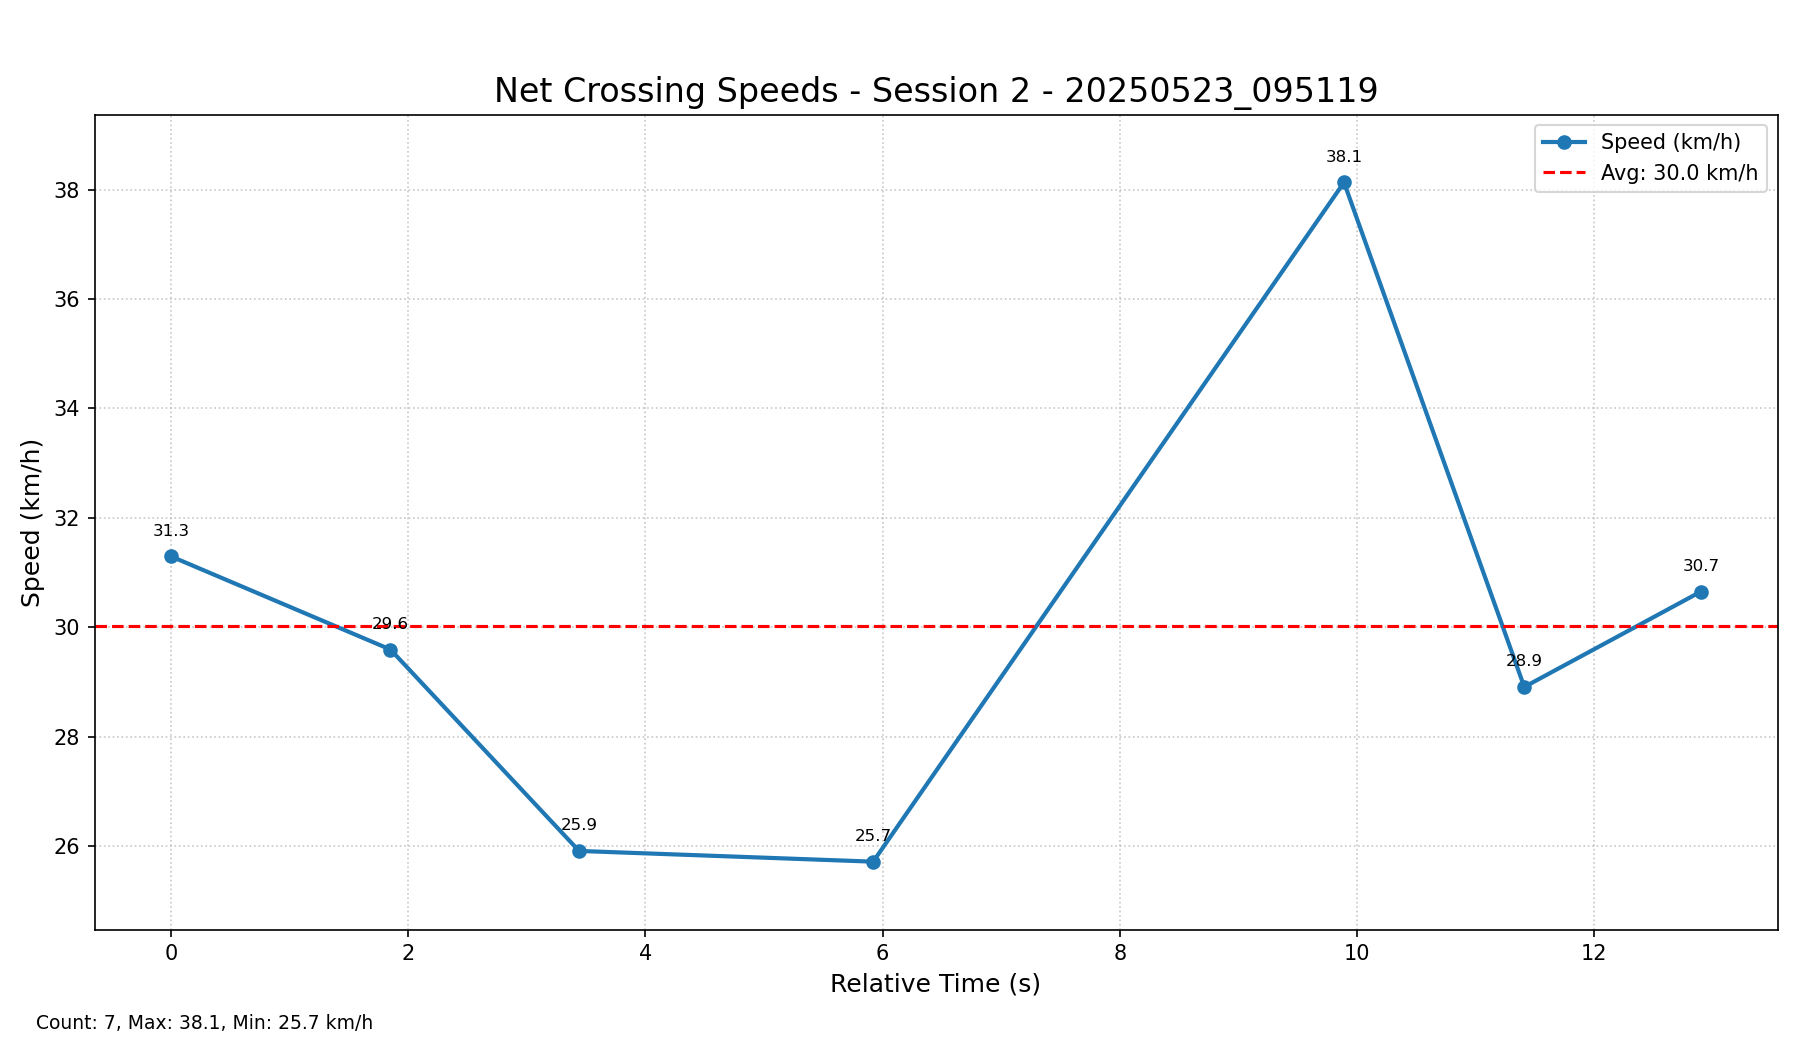 Net Crossing Speeds - Session 2 - 20250523_095119
Speed (km/h)
Avg: 30.0 km/h
38.1
31.3
29.6
25.9
25.7
28.9
30.7
38
36
34
32
30
28
26
Speed (km/h)
0 2 4 6 8 10 12
Relative Time (s)
Count: 7, Max: 38.1, Min: 25.7 km/h